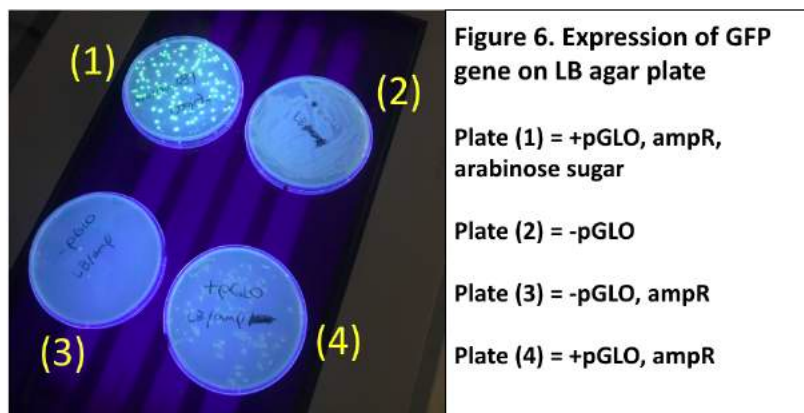 (1)
(2)
(3)
(4)
-pGLO
LB/amp
+pGLO
LB/amp
Figure 6. Expression of GFP
gene on LB agar plate
Plate (1) = +pGLO, ampR,
arabinose sugar
Plate (2) = -pGLO
Plate (3) = -pGLO, ampR
Plate (4) = +pGLO, ampR